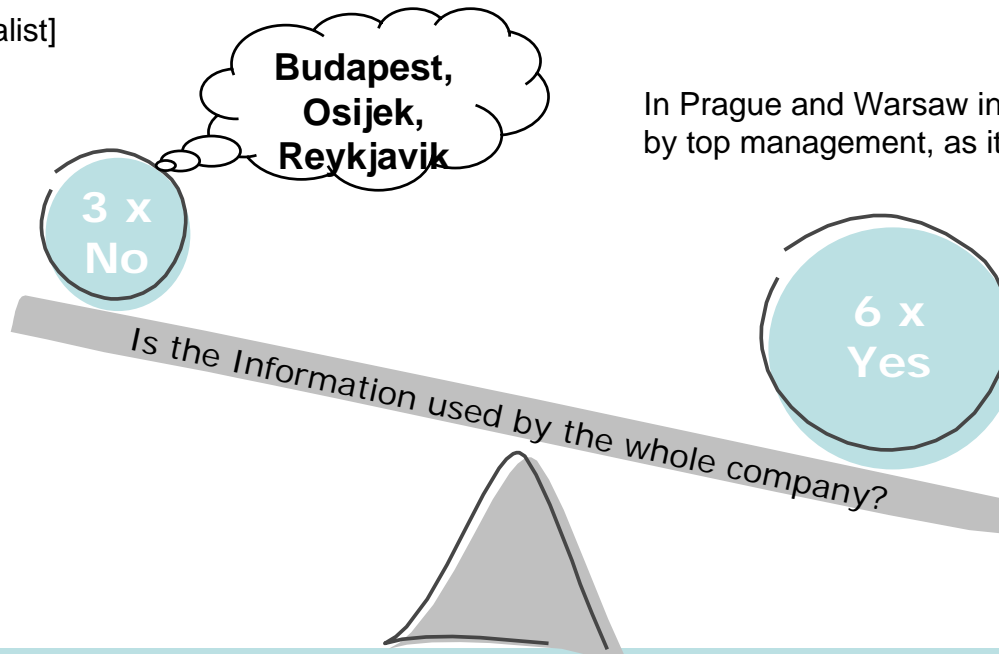 alist]
Budapest,
Osijek,
Reykjavik
In Prague and Warsaw in
by top management, as it
3 x
No
6 x
Yes
Is the Information used by the whole company?